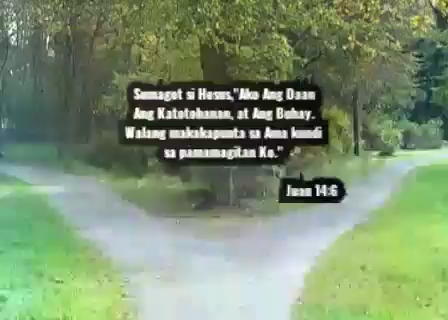 Sumagot si Hesus,"Ako Ang Daan
Ang Katotohanan, at Ang Buhay.
Walang makakapunta sa Ama kundi
sa pamamagitan Ko."
Juan 14:6